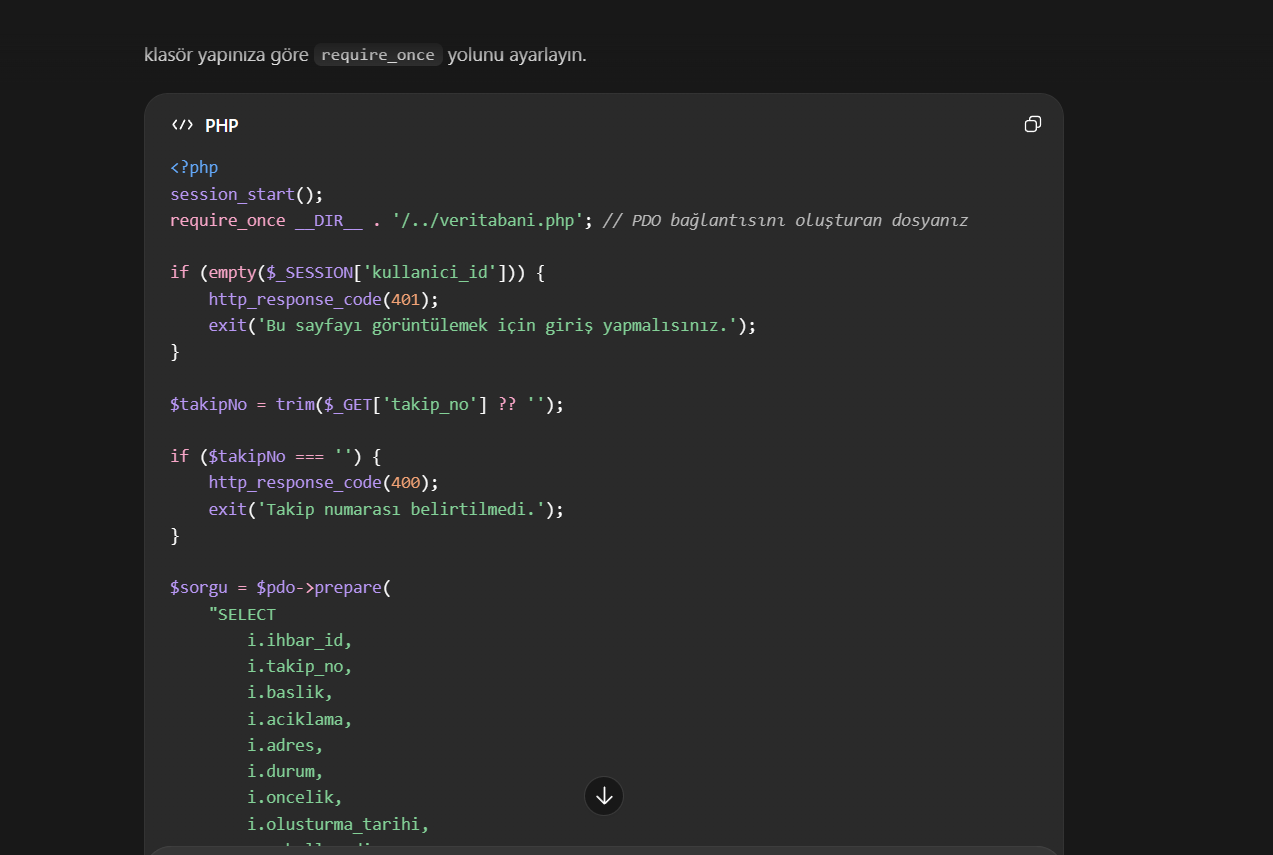 klasör yapınıza göre require_once yolunu ayarlayın.
</> PHP
<?php
session_start();
require_once __DIR__ . '/../veritabani.php'; // PDO bağlantısını oluşturan dosyanız
if (empty($_SESSION['kullanici_id'])) {
    http_response_code(401);
    exit('Bu sayfayı görüntülemek için giriş yapmalısınız.');
}
$takipNo = trim($_GET['takip_no'] ?? '');
if ($takipNo === '') {
    http_response_code(400);
    exit('Takip numarası belirtilmedi.');
}
$sorgu = $pdo->prepare(
    "SELECT
        i.ihbar_id,
        i.takip_no,
        i.baslik,
        i.aciklama,
        i.adres,
        i.durum,
        i.oncelik,
        i.olusturma_tarihi,